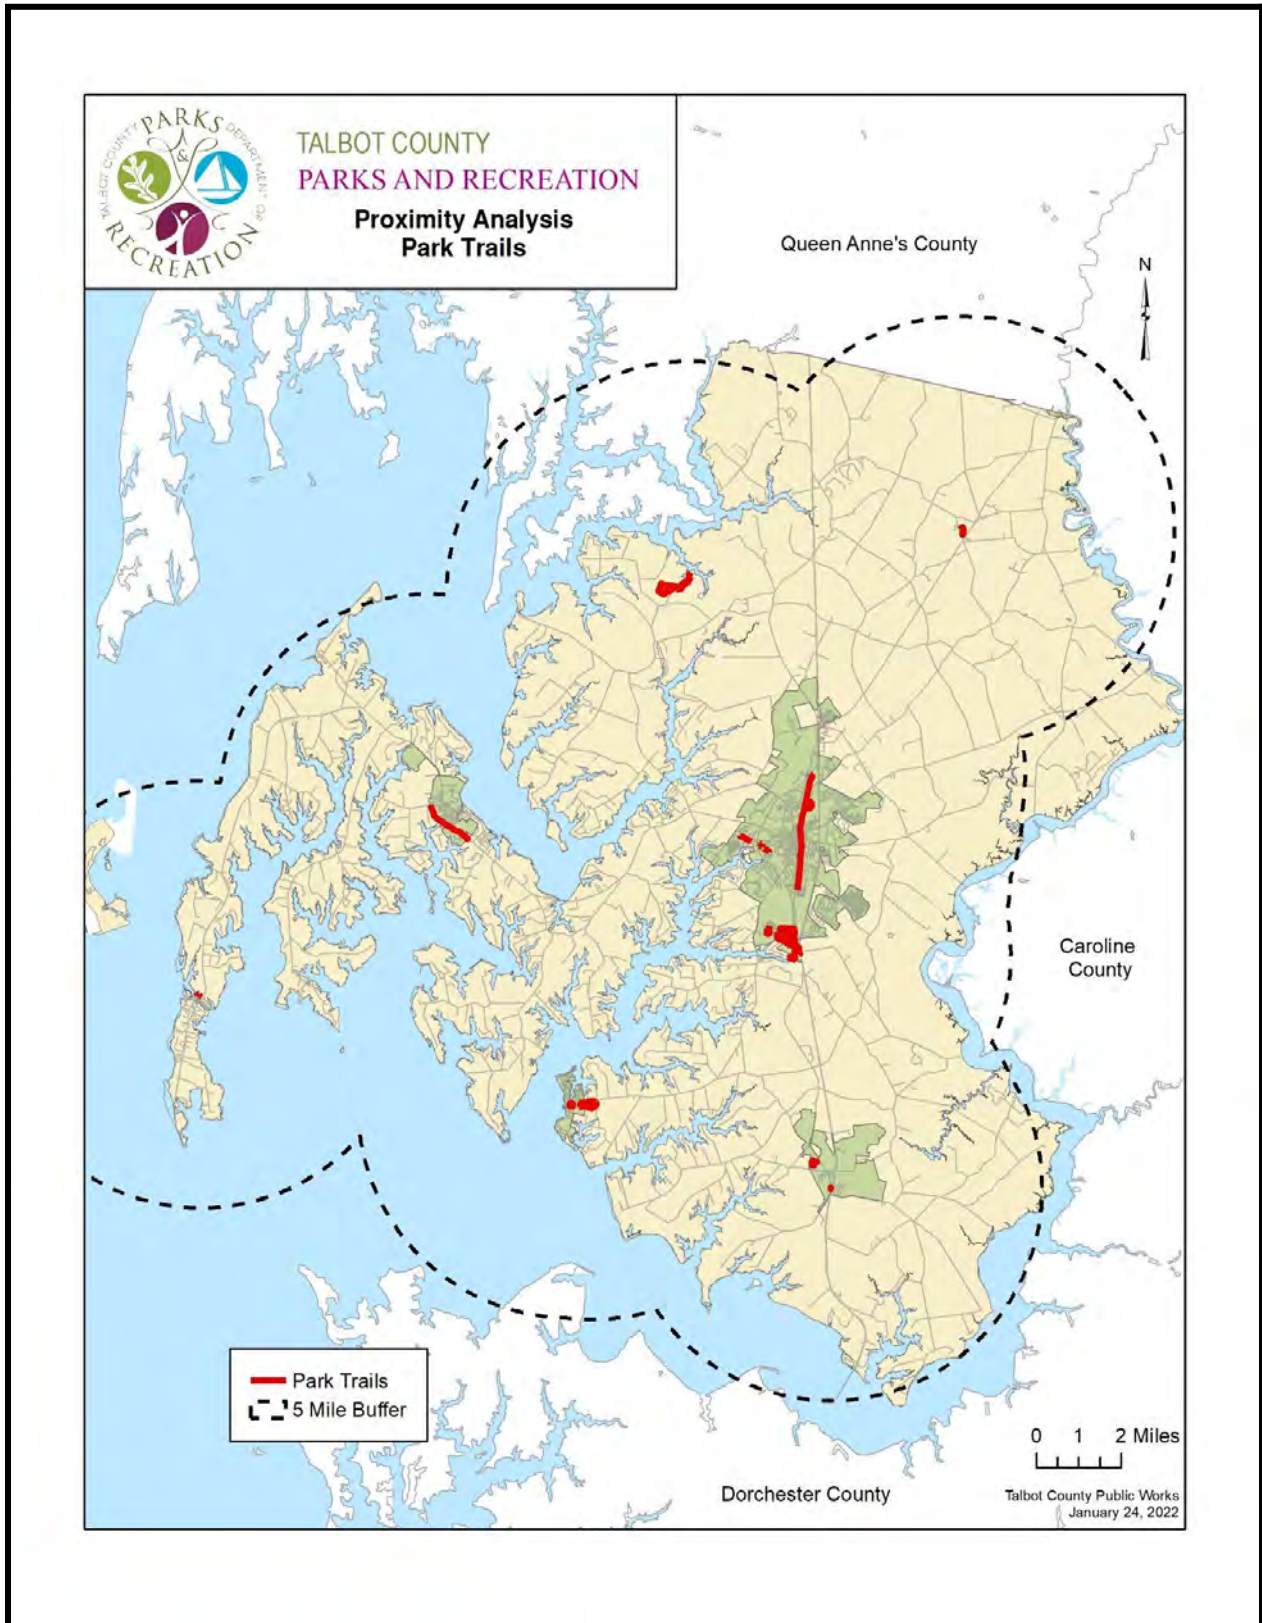 TALBOT COUNTY PARKS & RECREATION DEPARTMENT OF
TALBOT COUNTY
PARKS AND RECREATION
Proximity Analysis
Park Trails
Queen Anne's County
N
Caroline
County
Park Trails
5 Mile Buffer
0 1 2 Miles
Dorchester County
Talbot County Public Works
January 24, 2022